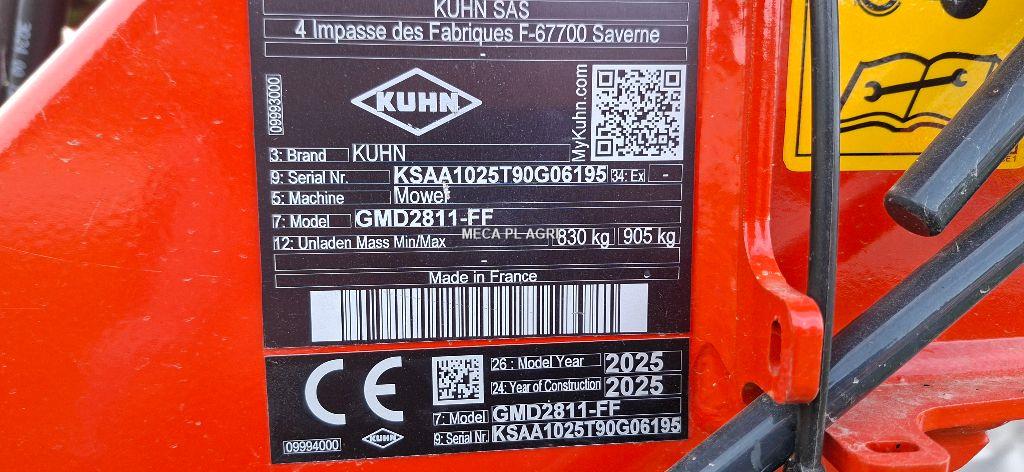 KUHN SAS
4 Impasse des Fabriques F-67700 Saverne
-
09993000
KUHN
MyKuhn.com
3: Brand KUHN
9: Serial Nr. KSAA1025T90G06195 34: Ex -
5: Machine Mower
7: Model GMD2811-FF
MECA PL AGRI
12: Unladen Mass Min/Max 830 kg 905 kg
-
Made in France
CE
26: Model Year 2025
24: Year of Construction 2025
7: Model GMD2811-FF
09994000 KUHN 9: Serial Nr. KSAA1025T90G06195